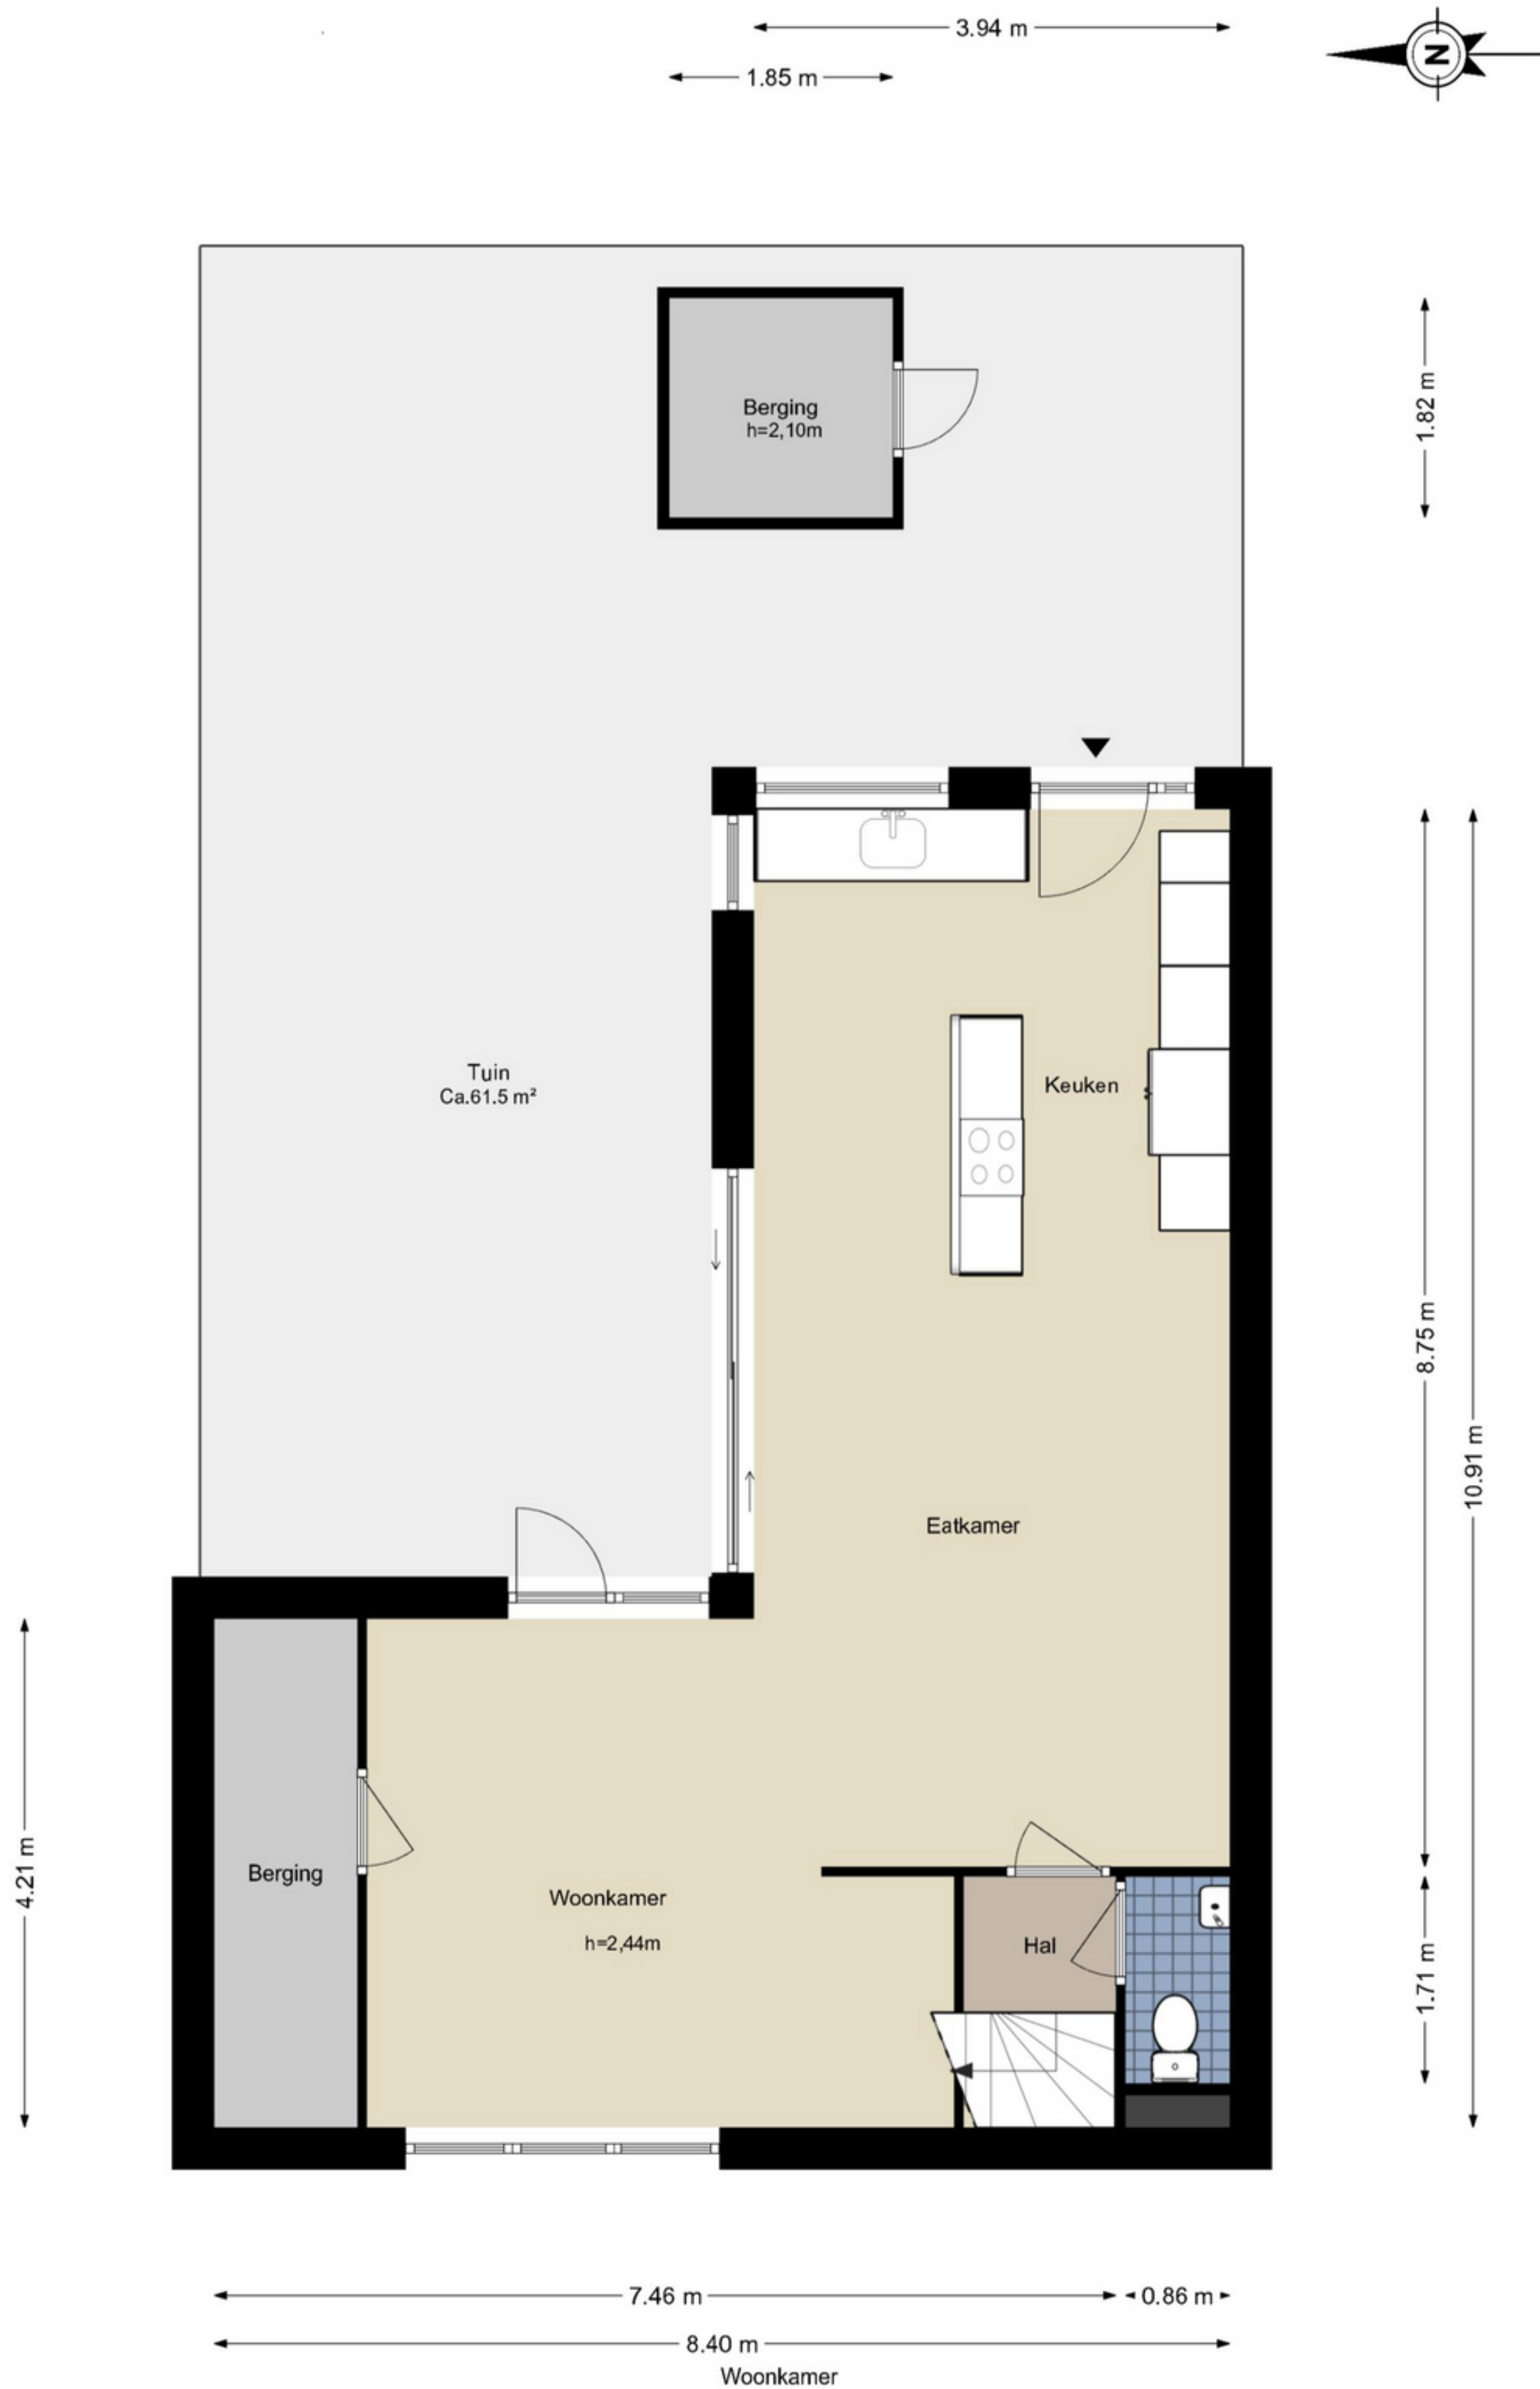 3.94 m
1.85 m
N
Berging
h=2,10m
1.82 m
Tuin
Ca.61.5 m²
Keuken
8.75 m
10.91 m
Eatkamer
Berging
4.21 m
Woonkamer
h=2,44m
Hal
1.71 m
7.46 m
0.86 m
8.40 m
Woonkamer